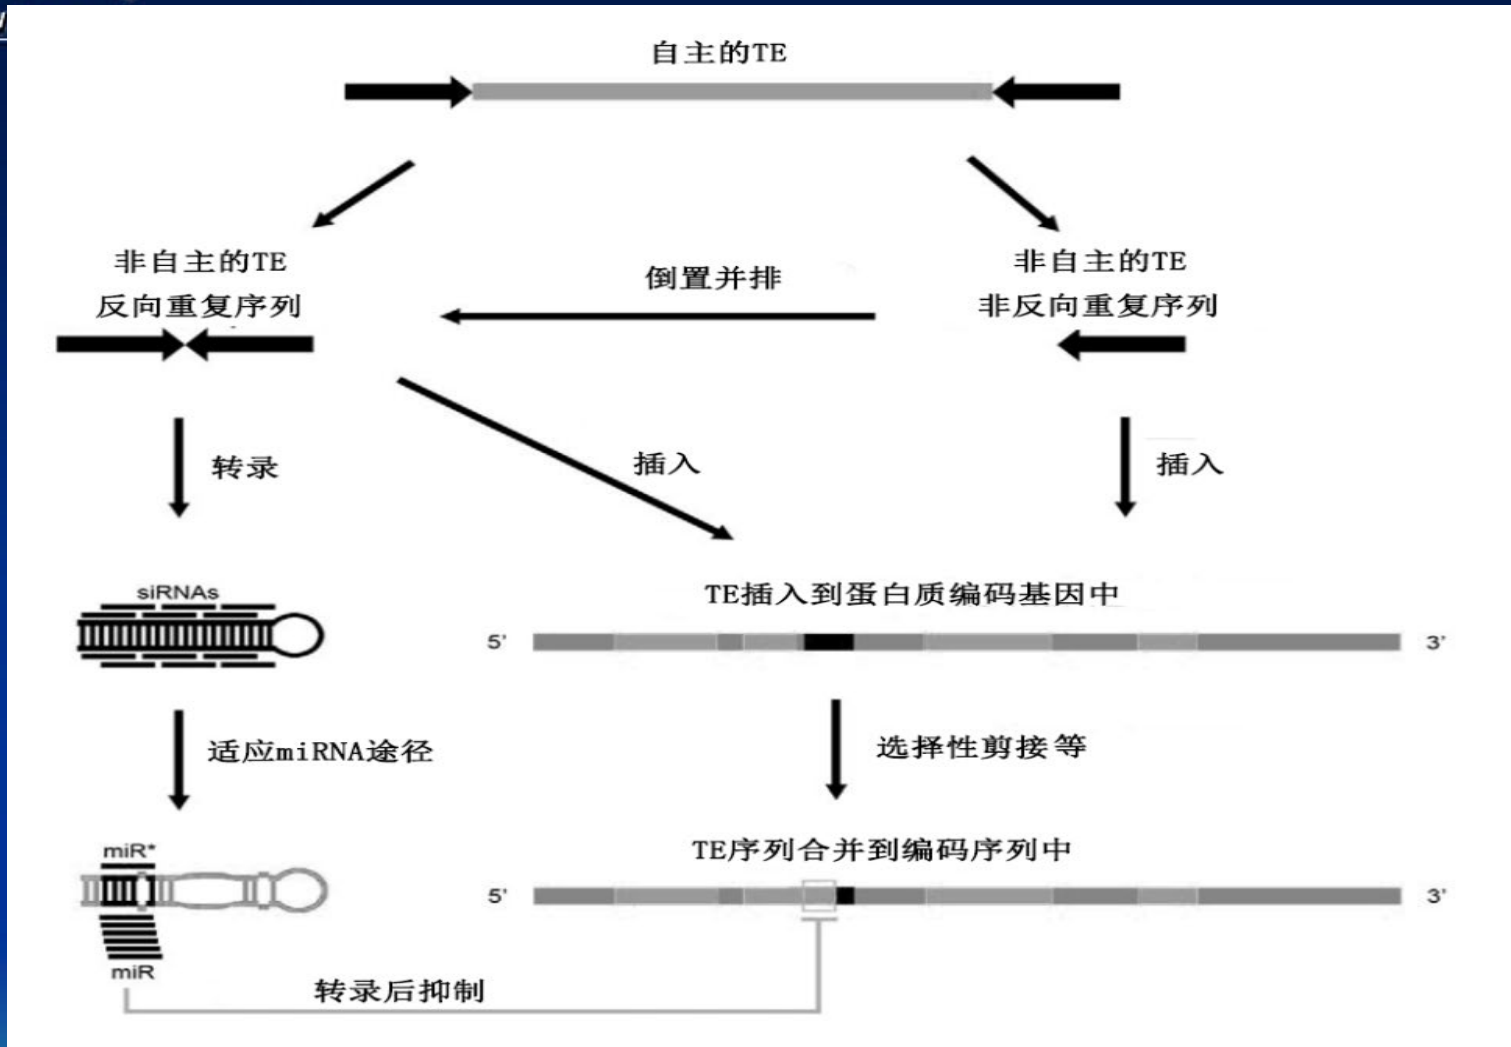 自主的TE
非自主的TE
反向重复序列
倒置并排
非自主的TE
非反向重复序列
转录
插入
插入
siRNAs
TE插入到蛋白质编码基因中
5'
3'
适应miRNA途径
选择性剪接等
miR*
TE序列合并到编码序列中
5'
3'
miR
转录后抑制